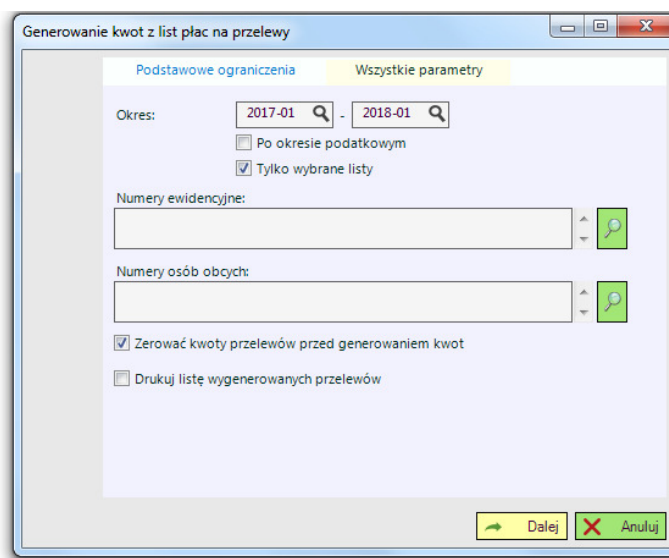 Generowanie kwot z list płac na przelewy
Podstawowe ograniczenia Wszystkie parametry
Okres: 2017-01 - 2018-01
Po okresie podatkowym
Tylko wybrane listy
Numery ewidencyjne:
Numery osób obcych:
Zerować kwoty przelewów przed generowaniem kwot
Drukuj listę wygenerowanych przelewów
Dalej Anuluj